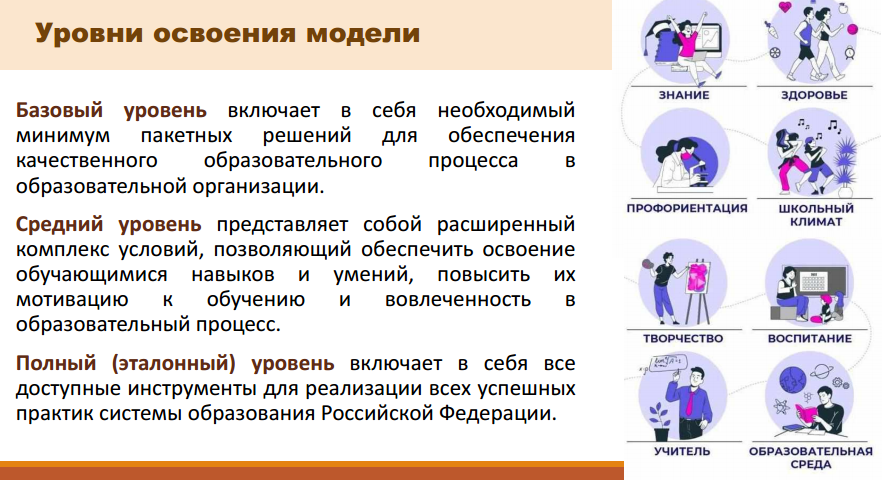 Уровни освоения модели
Базовый уровень включает в себя необходимый
минимум пакетных решений для обеспечения
качественного образовательного процесса в
образовательной организации.
Средний уровень представляет собой расширенный
комплекс условий, позволяющий обеспечить освоение
обучающимися навыков и умений, повысить их
мотивацию к обучению и вовлеченность в
образовательный процесс.
Полный (эталонный) уровень включает в себя все
доступные инструменты для реализации всех успешных
практик системы образования Российской Федерации.
ЗНАНИЕ
ЗДОРОВЬЕ
ПРОФОРИЕНТАЦИЯ
ШКОЛЬНЫЙ
КЛИМАТ
ТВОРЧЕСТВО
ВОСПИТАНИЕ
УЧИТЕЛЬ
ОБРАЗОВАТЕЛЬНАЯ
СРЕДА